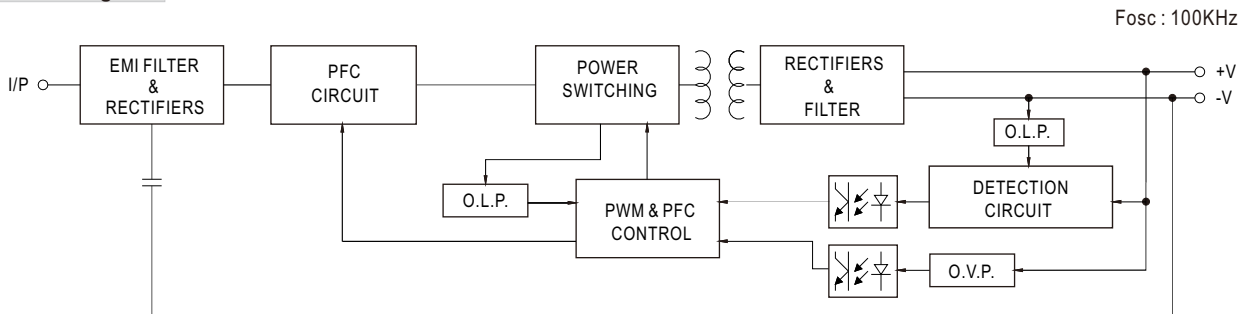 Fosc : 100KHz
I/P
EMI FILTER
&
RECTIFIERS
PFC
CIRCUIT
POWER
SWITCHING
RECTIFIERS
&
FILTER
+V
-V
O.L.P.
O.L.P.
PWM & PFC
CONTROL
DETECTION
CIRCUIT
O.V.P.